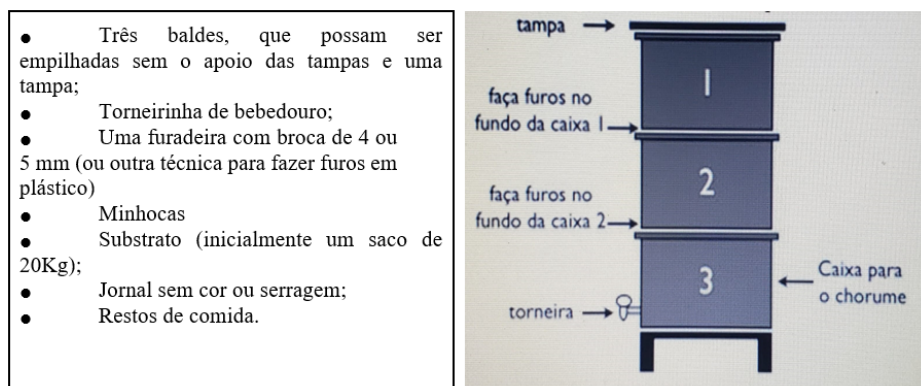 ● Três baldes, que possam ser
empilhadas sem o apoio das tampas e uma
tampa;
● Torneirinha de bebedouro;
● Uma furadeira com broca de 4 ou
5 mm (ou outra técnica para fazer furos em
plástico)
● Minhocas
● Substrato (inicialmente um saco de
20Kg);
● Jornal sem cor ou serragem;
● Restos de comida.
tampa
1
faça furos no
fundo da caixa 1
2
faça furos no
fundo da caixa 2
3
Caixa para
o chorume
torneira